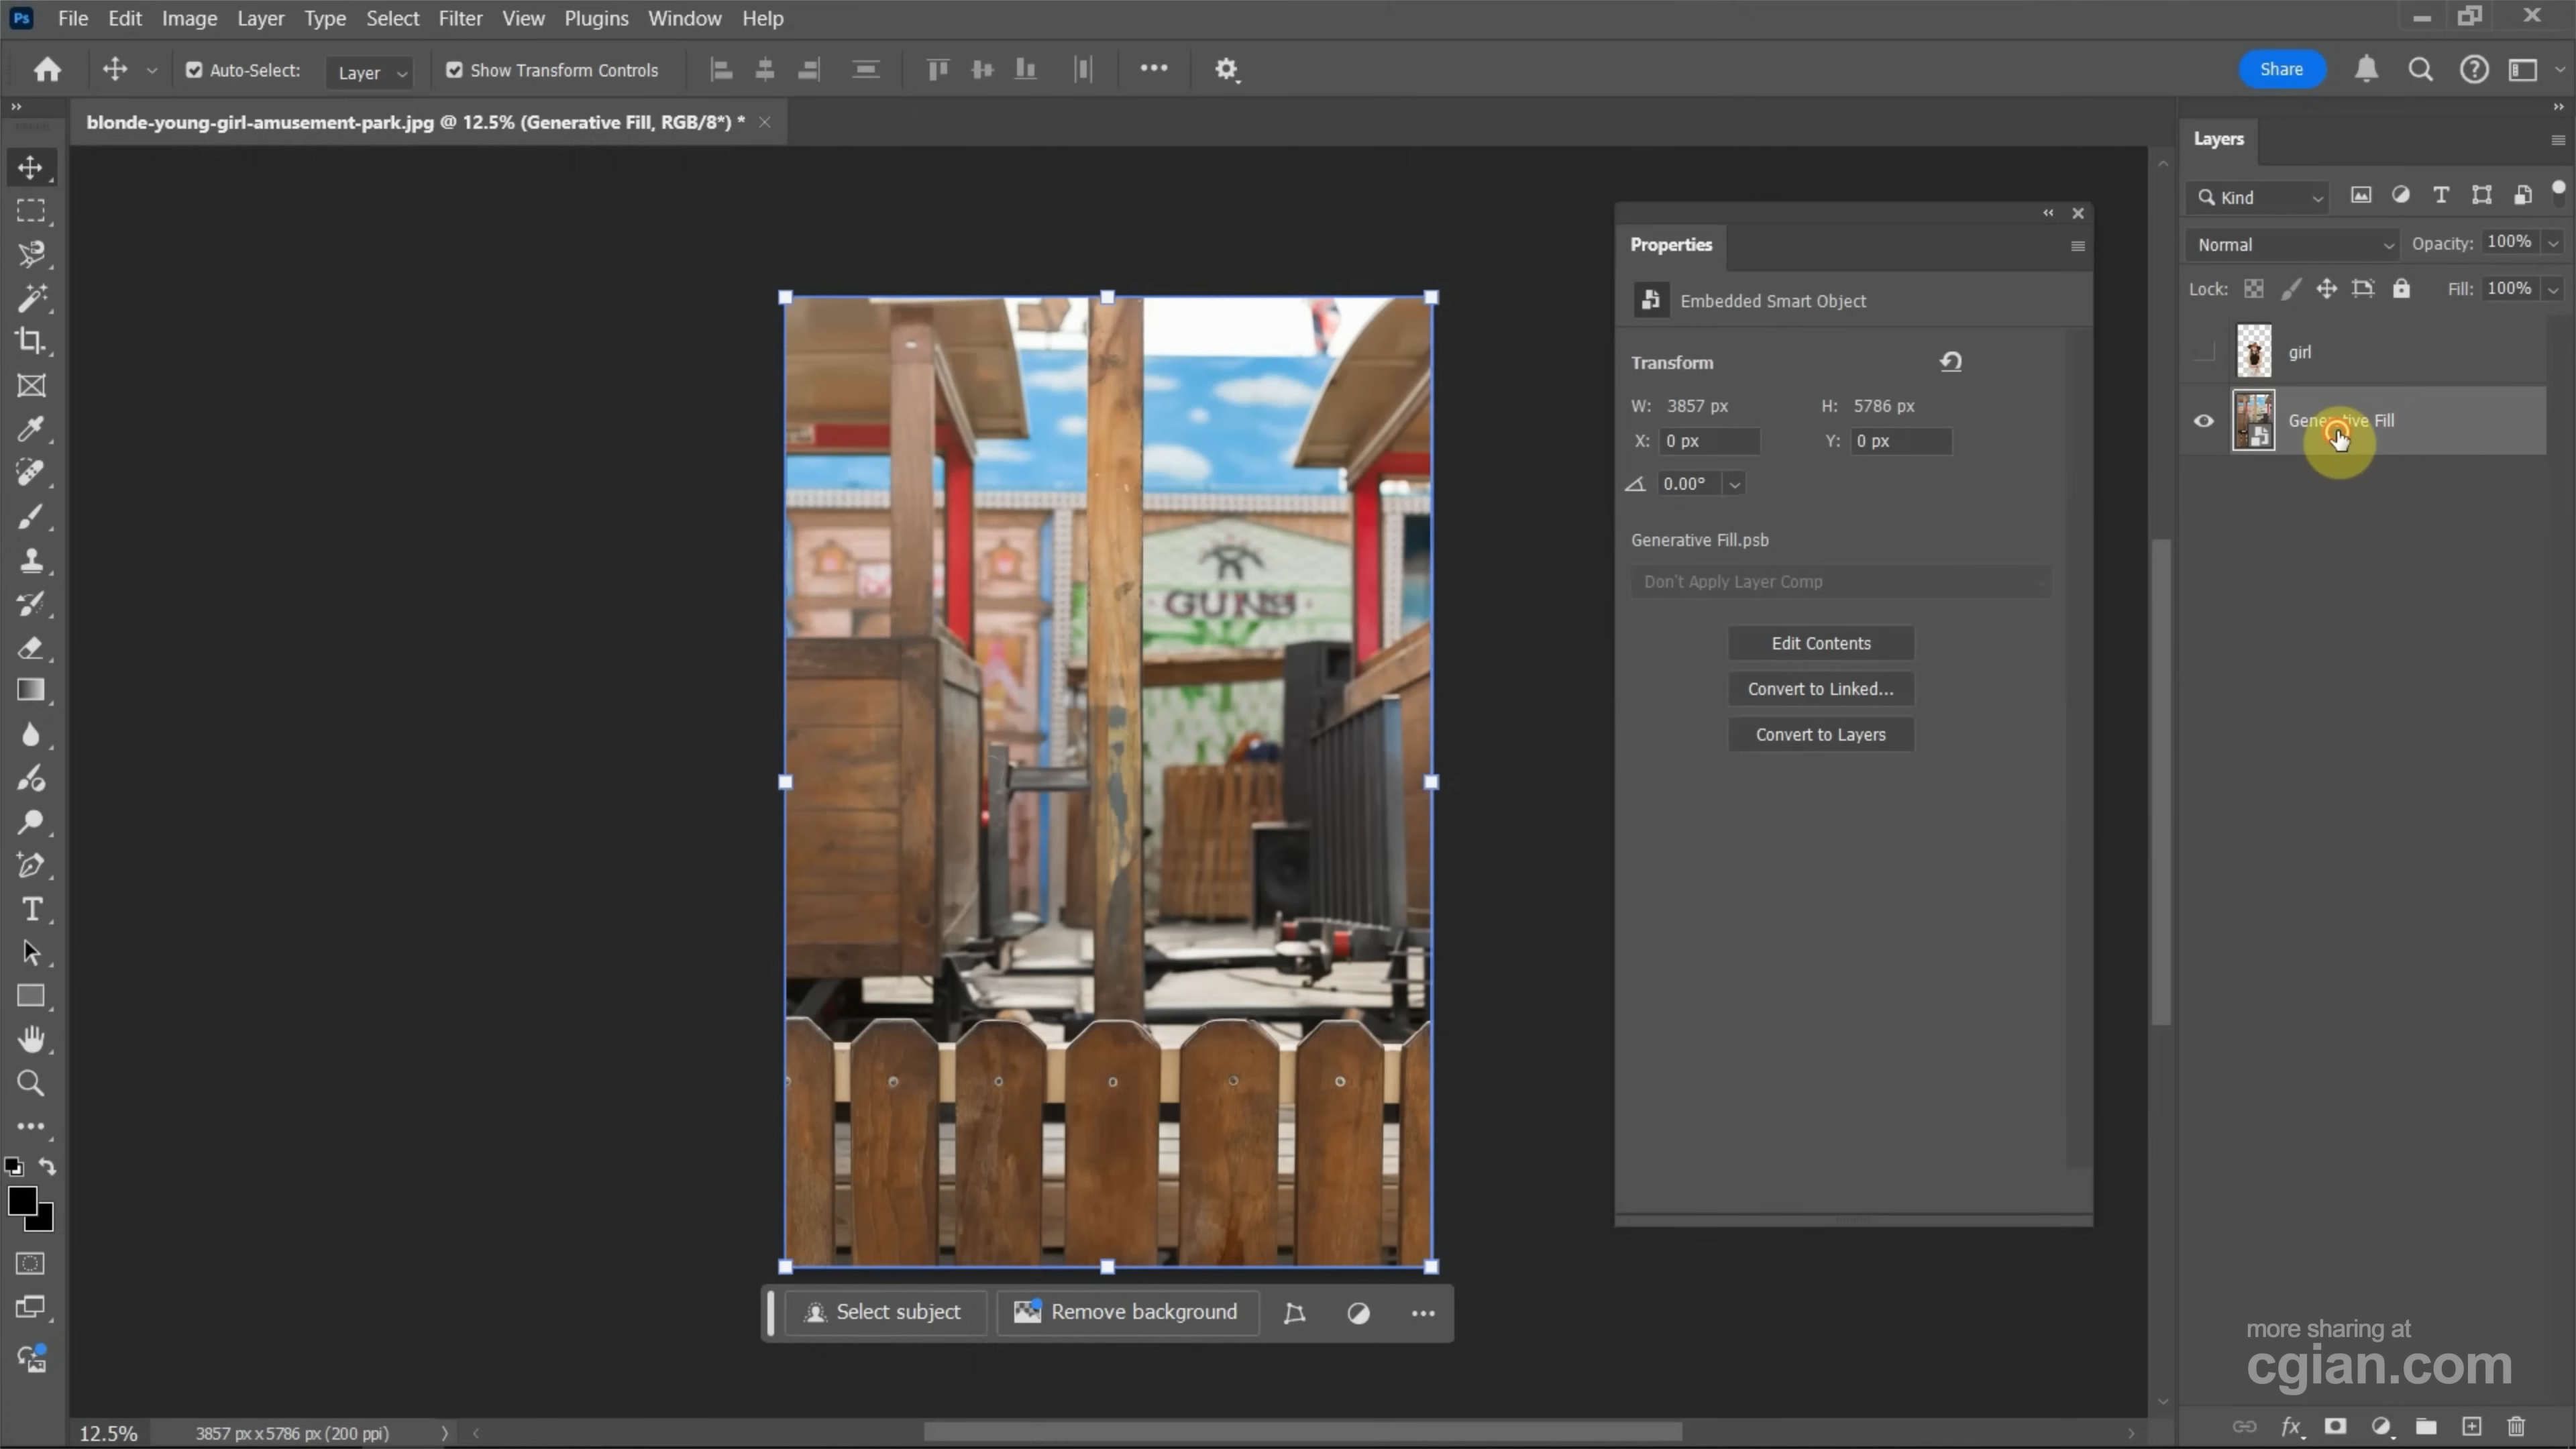 Ps File Edit Image Layer Type Select Filter View Plugins Window Help
Auto-Select: Layer Show Transform Controls Share
blonde-young-girl-amusement-park.jpg @ 12.5% (Generative Fill, RGB/8*) *
Layers
Kind
Normal Opacity: 100%
Lock: Fill: 100%
girl
Generative Fill
Properties
Embedded Smart Object
Transform
W: 3857 px H: 5786 px
X: 0 px Y: 0 px
0.00°
Generative Fill.psb
Don't Apply Layer Comp
Edit Contents
Convert to Linked...
Convert to Layers
GUNS
Select subject Remove background
more sharing at
cgian.com
12.5% 3857 px x 5786 px (200 ppi)